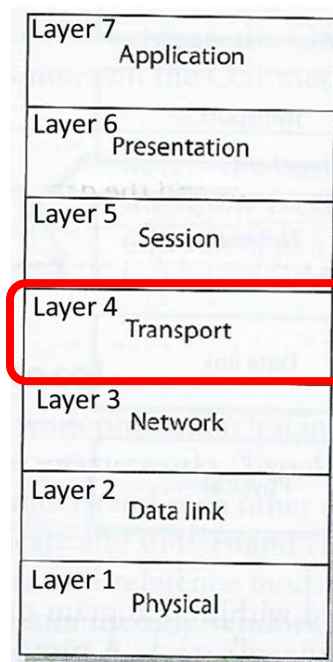 Layer 7
Application
Layer 6
Presentation
Layer 5
Session
Layer 4
Transport
Layer 3
Network
Layer 2
Data link
Layer 1
Physical